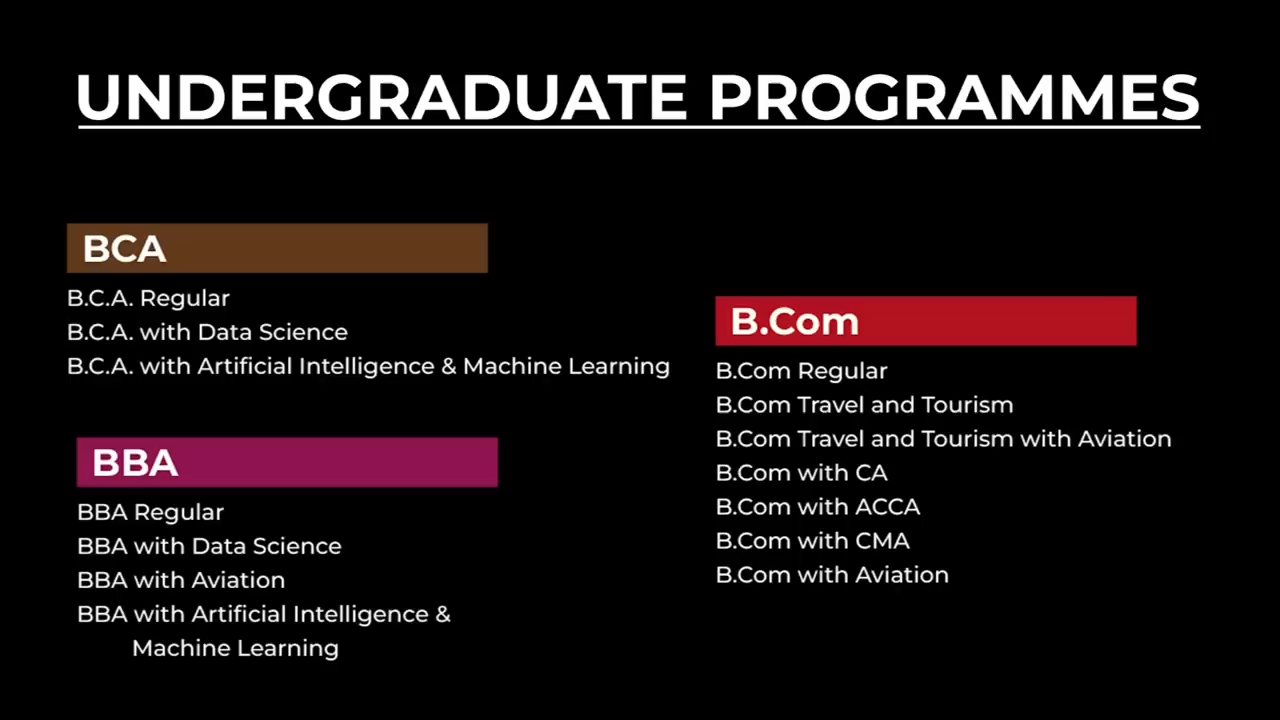 UNDERGRADUATE PROGRAMMES
BCA
B.C.A. Regular
B.C.A. with Data Science
B.C.A. with Artificial Intelligence & Machine Learning
BBA
BBA Regular
BBA with Data Science
BBA with Aviation
BBA with Artificial Intelligence &
Machine Learning
B.Com
B.Com Regular
B.Com Travel and Tourism
B.Com Travel and Tourism with Aviation
B.Com with CA
B.Com with ACCA
B.Com with CMA
B.Com with Aviation